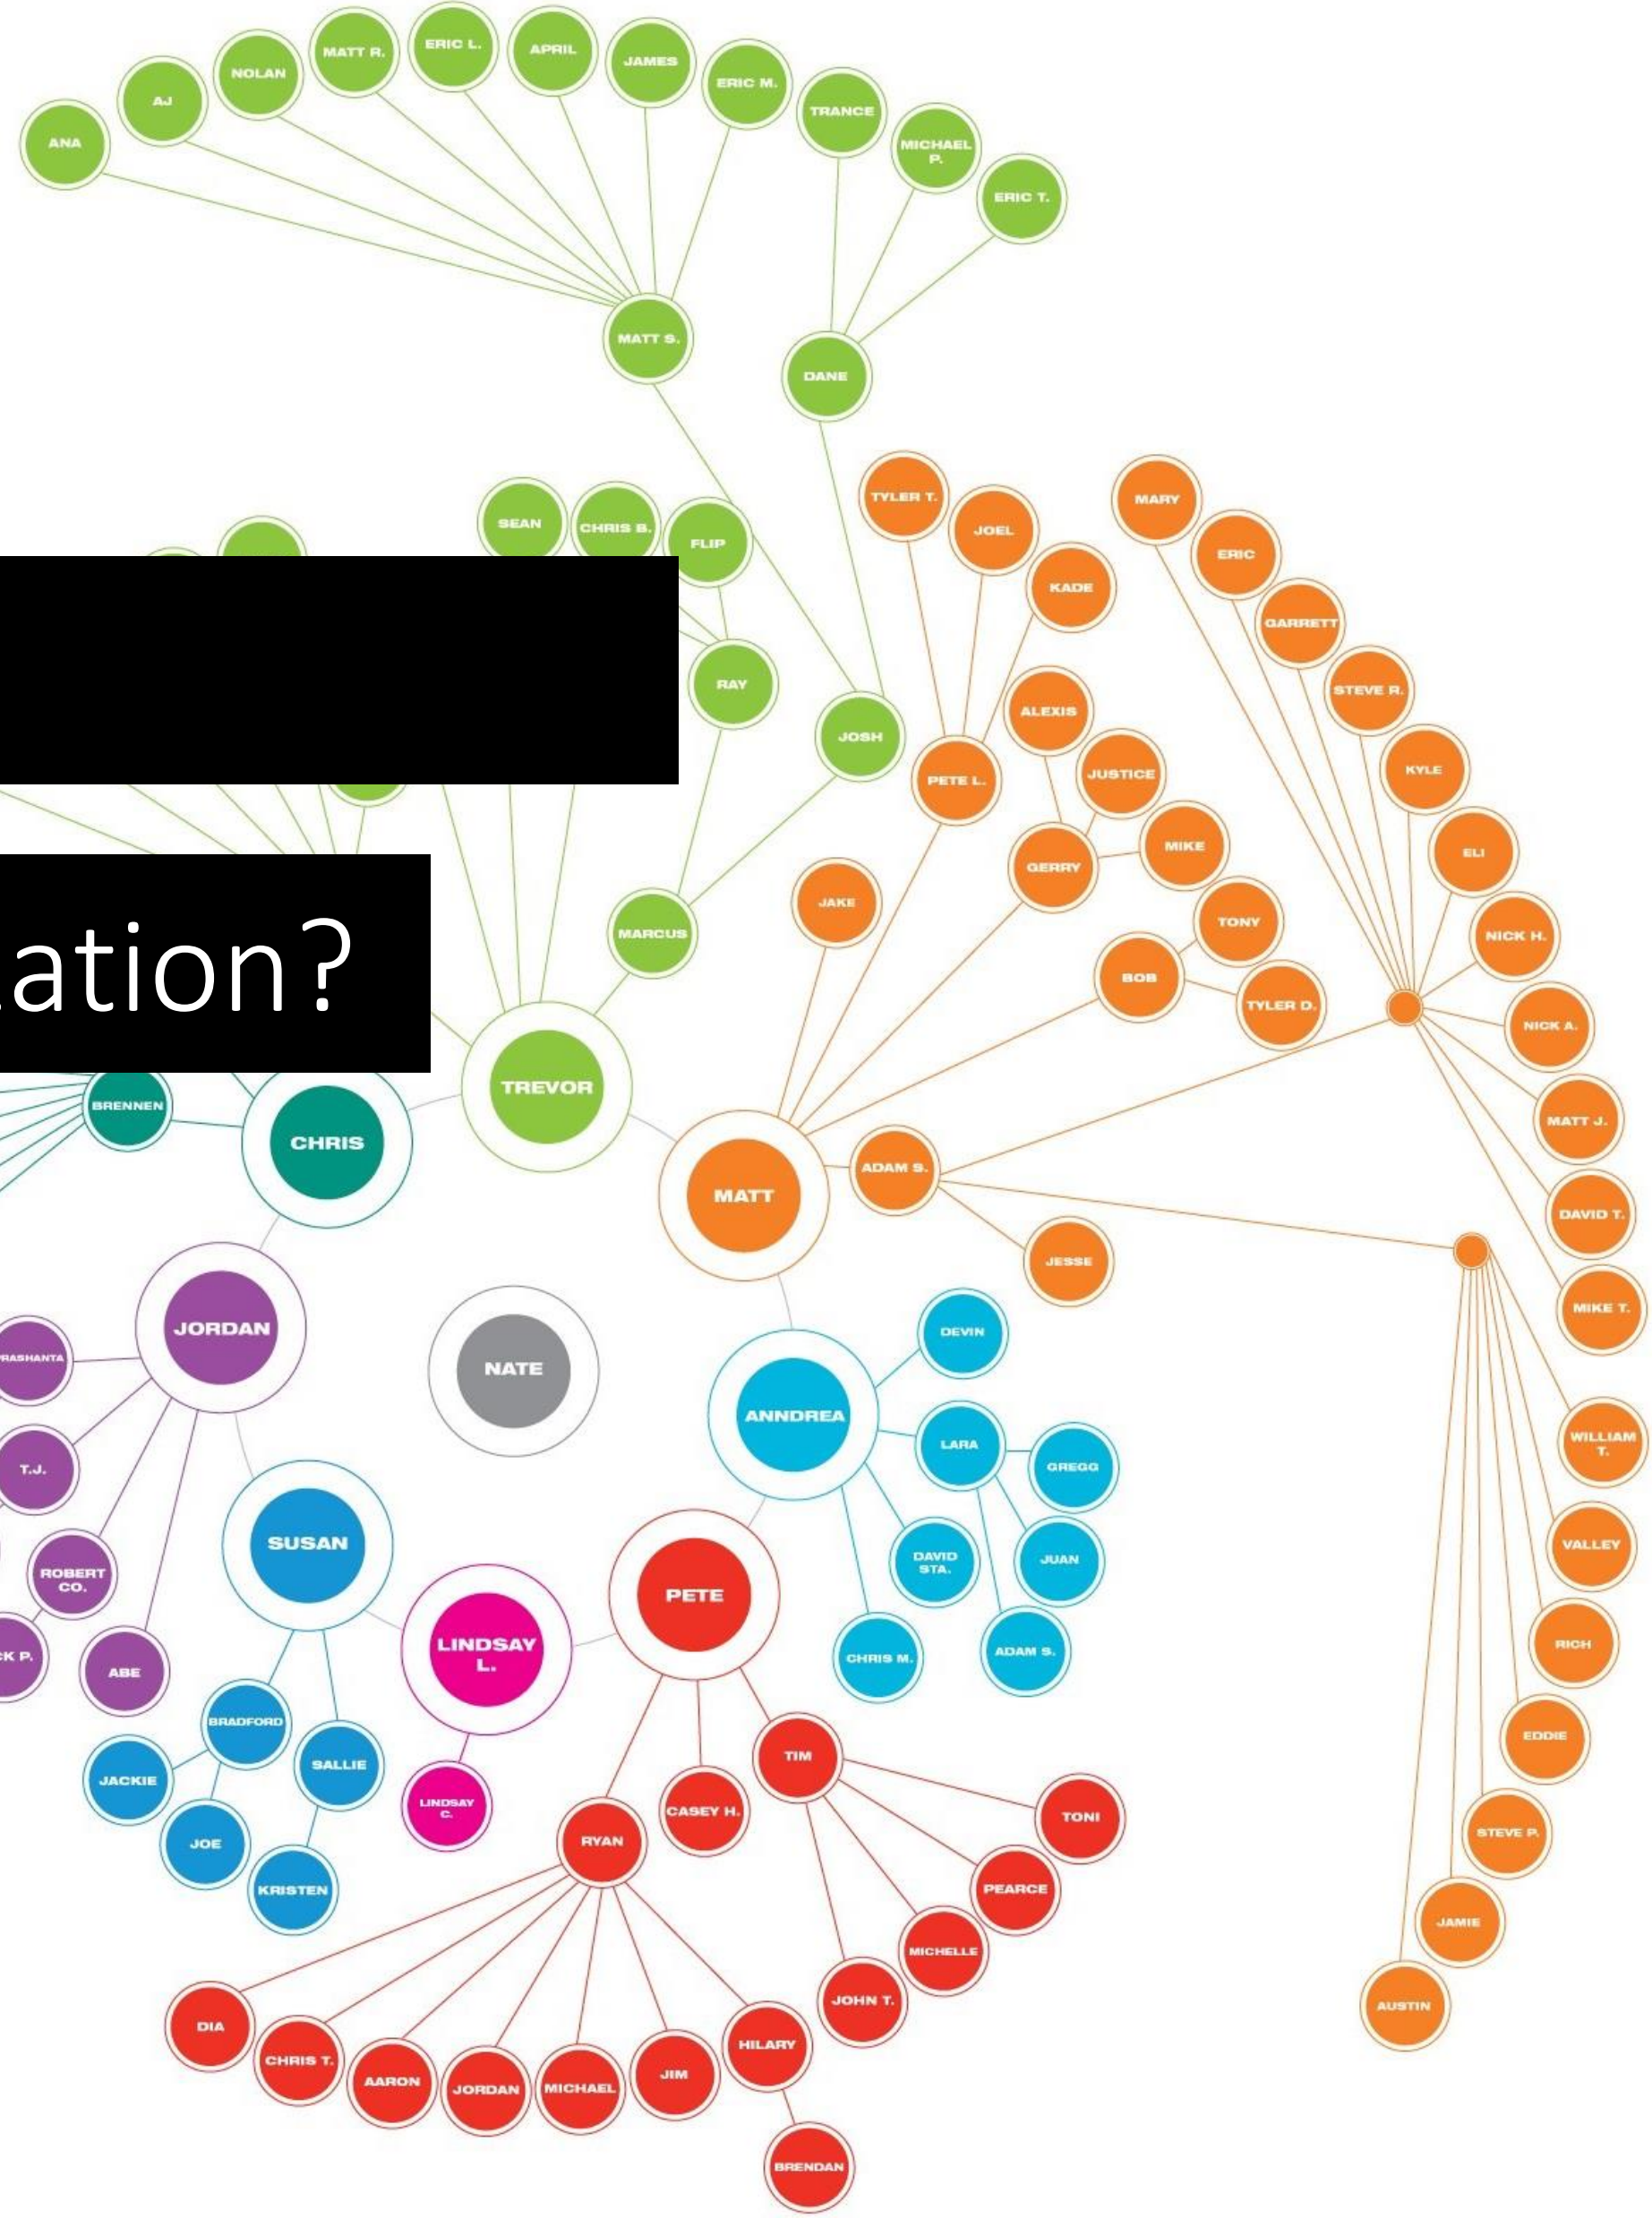 ERIC L.
APRIL
MATT R.
JAMES
NOLAN
ERIC M.
AJ
TRANCE
ANA
MICHAEL
P.
ERIC T.
MATT S.
DANE
TYLER T.
MARY
SEAN
CHRIS B.
JOEL
FLIP
ERIC
KADE
GARRETT
RAY
STEVE R.
ALEXIS
JOSH
KYLE
JUSTICE
PETE L.
MIKE
ELI
GERRY
JAKE
TONY
MARCUS
NICK H.
ation?
BOB
TYLER D.
NICK A.
TREVOR
BRENNEN
MATT J.
CHRIS
ADAM S.
MATT
DAVID T.
JESSE
MIKE T.
JORDAN
DEVIN
RASHANTA
NATE
ANNDREA
WILLIAM
T.
LARA
GREGG
T.J.
SUSAN
VALLEY
DAVID
STA.
JUAN
ROBERT
CO.
PETE
RICH
LINDSAY
L.
ADAM S.
CK P.
CHRIS M.
ABE
BRADFORD
EDDIE
TIM
SALLIE
JACKIE
LINDSAY
C.
CASEY H.
TONI
STEVE P.
RYAN
JOE
KRISTEN
PEARCE
JAMIE
MICHELLE
JOHN T.
AUSTIN
DIA
HILARY
CHRIS T.
JIM
AARON
JORDAN
MICHAEL
BRENDAN